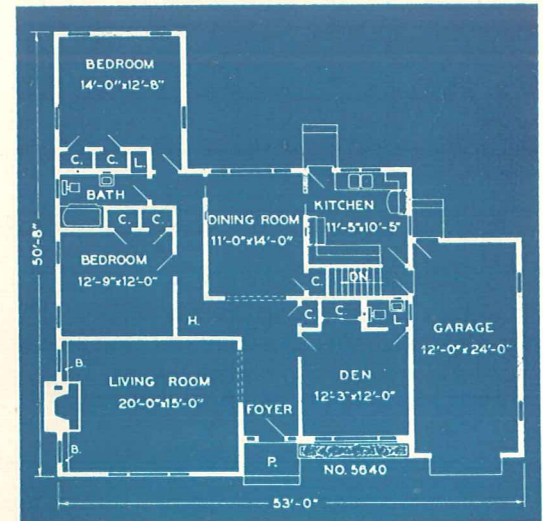 BEDROOM
14'-0"x12'-8"
C.
C.
L.
BATH
C.
C.
BEDROOM
12'-9"x12'-0"
DINING ROOM
11'-0"x14'-0"
KITCHEN
11'-5"x10'-5"
C.
DN.
C.
C.
L.
GARAGE
12'-0"x24'-0"
H.
B.
LIVING ROOM
20'-0"x15'-0"
DEN
12'-3"x12'-0"
FOYER
B.
P.
NO. 5640
50'-8"
53'-0"